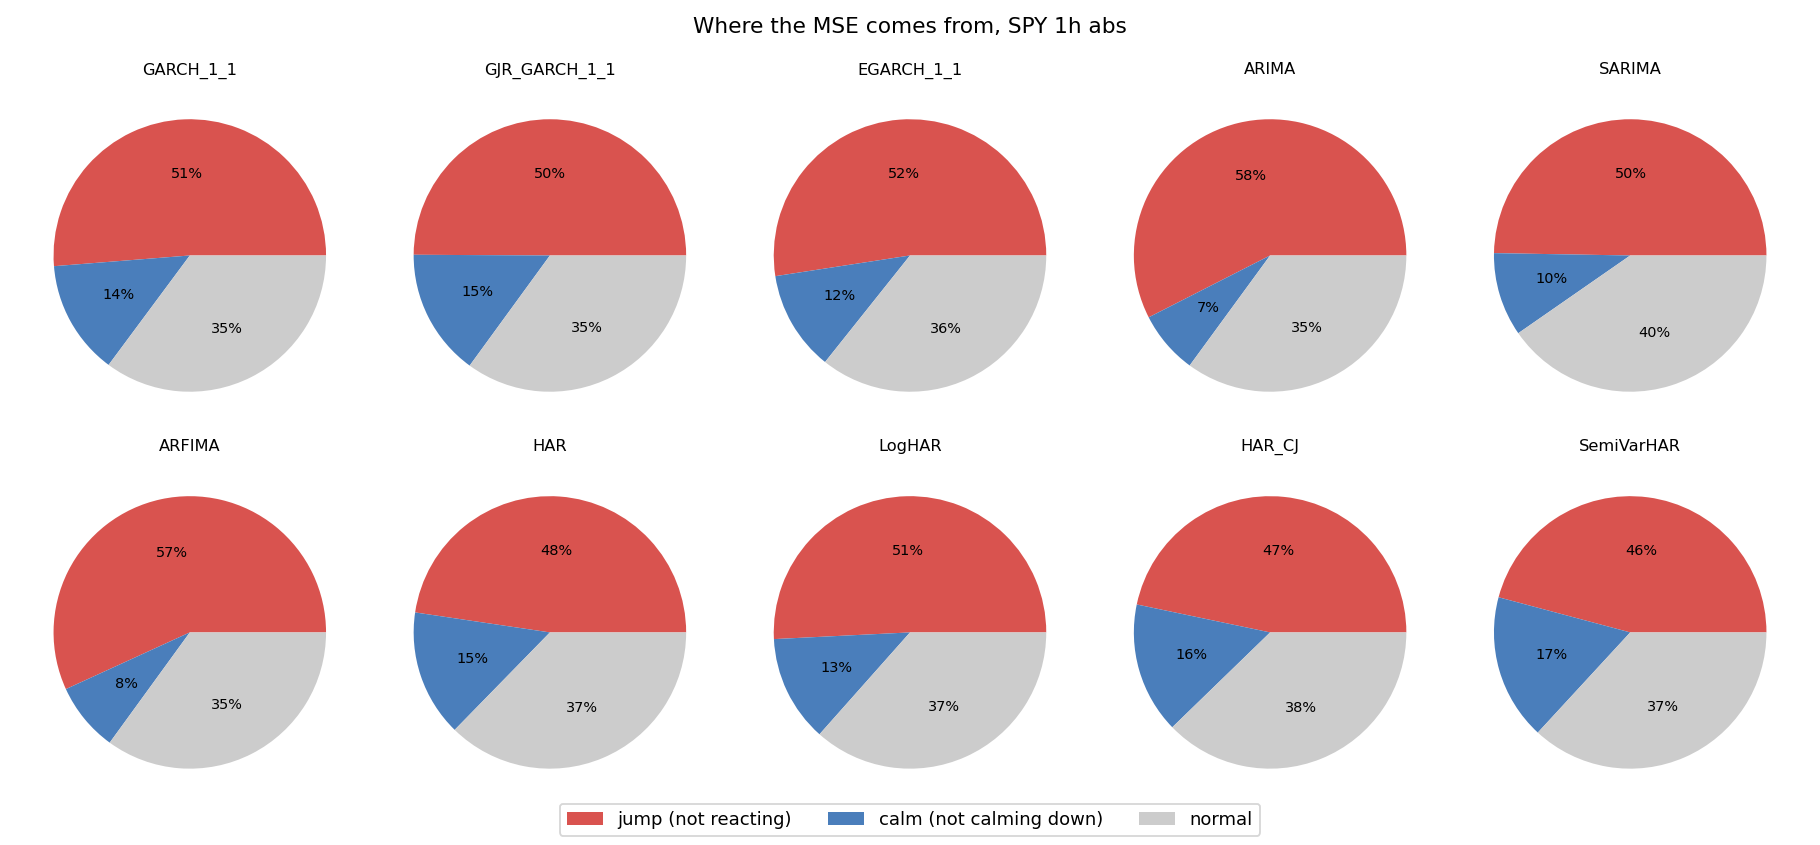 Where the MSE comes from, SPY 1h abs
GARCH_1_1
GJR_GARCH_1_1
EGARCH_1_1
ARIMA
SARIMA
51%
14%
35%
50%
15%
35%
52%
12%
36%
58%
7%
35%
50%
10%
40%
ARFIMA
HAR
LogHAR
HAR_CJ
SemiVarHAR
57%
8%
35%
48%
15%
37%
51%
13%
37%
47%
16%
38%
46%
17%
37%
jump (not reacting)
calm (not calming down)
normal